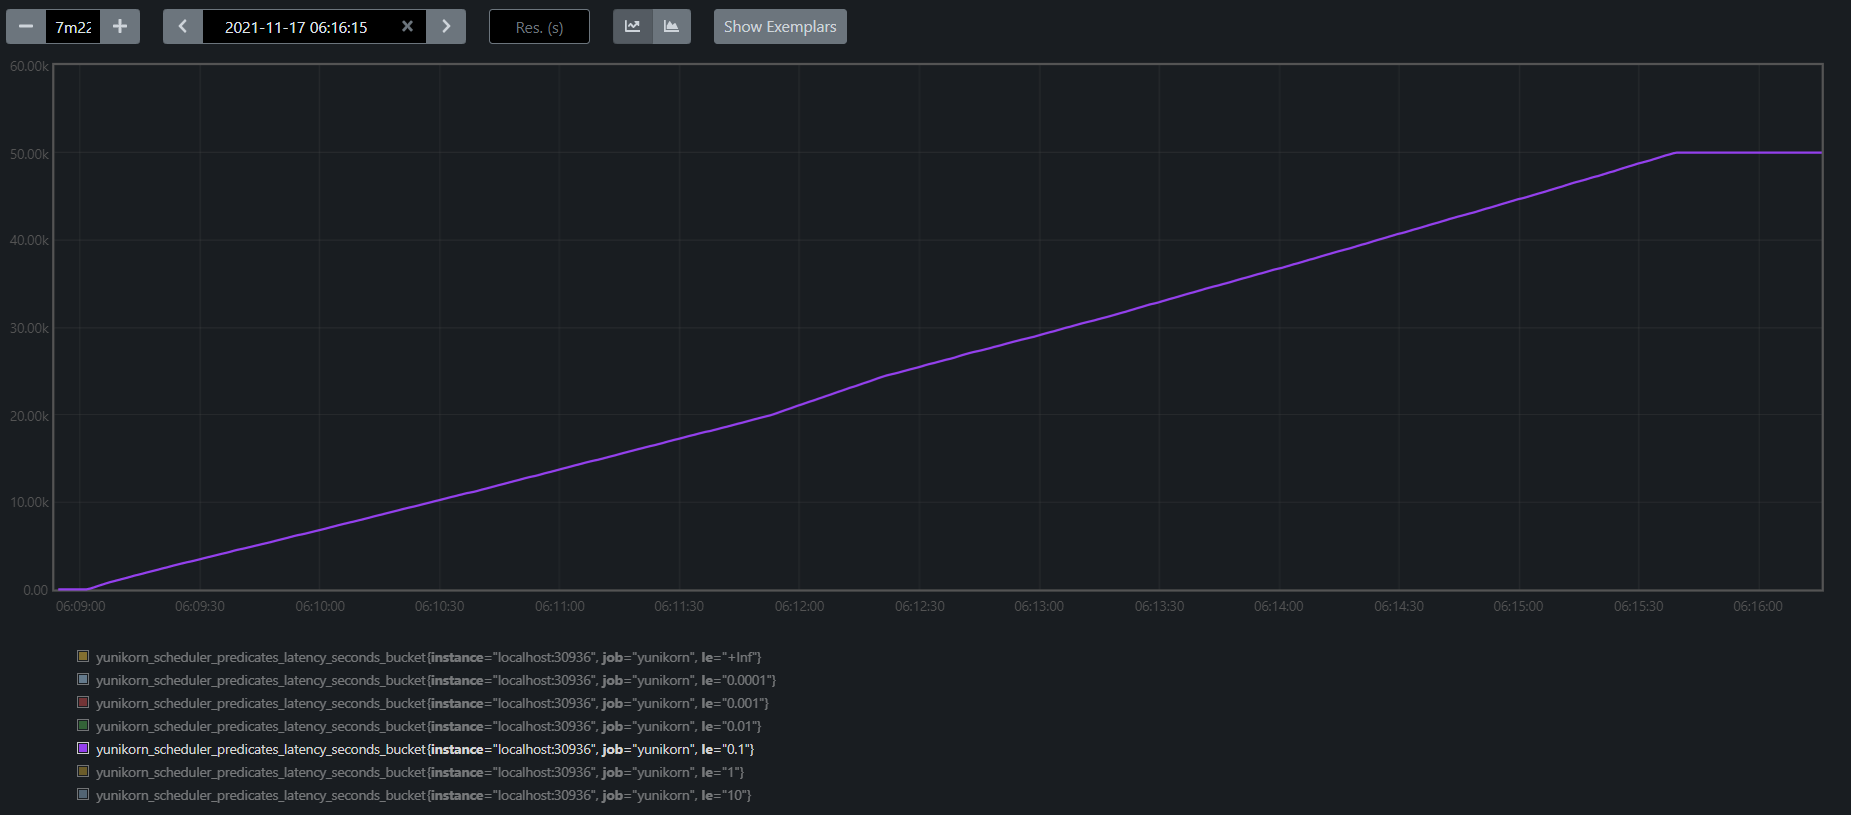 7m22 2021-11-17 06:16:15 Res. (s) Show Exemplars
60.00k
50.00k
40.00k
30.00k
20.00k
10.00k
0.00
06:09:00 06:09:30 06:10:00 06:10:30 06:11:00 06:11:30 06:12:00 06:12:30 06:13:00 06:13:30 06:14:00 06:14:30 06:15:00 06:15:30 06:16:00
yunikorn_scheduler_predicates_latency_seconds_bucket{instance="localhost:30936", job="yunikorn", le="+Inf"}
yunikorn_scheduler_predicates_latency_seconds_bucket{instance="localhost:30936", job="yunikorn", le="0.0001"}
yunikorn_scheduler_predicates_latency_seconds_bucket{instance="localhost:30936", job="yunikorn", le="0.001"}
yunikorn_scheduler_predicates_latency_seconds_bucket{instance="localhost:30936", job="yunikorn", le="0.01"}
yunikorn_scheduler_predicates_latency_seconds_bucket{instance="localhost:30936", job="yunikorn", le="0.1"}
yunikorn_scheduler_predicates_latency_seconds_bucket{instance="localhost:30936", job="yunikorn", le="1"}
yunikorn_scheduler_predicates_latency_seconds_bucket{instance="localhost:30936", job="yunikorn", le="10"}